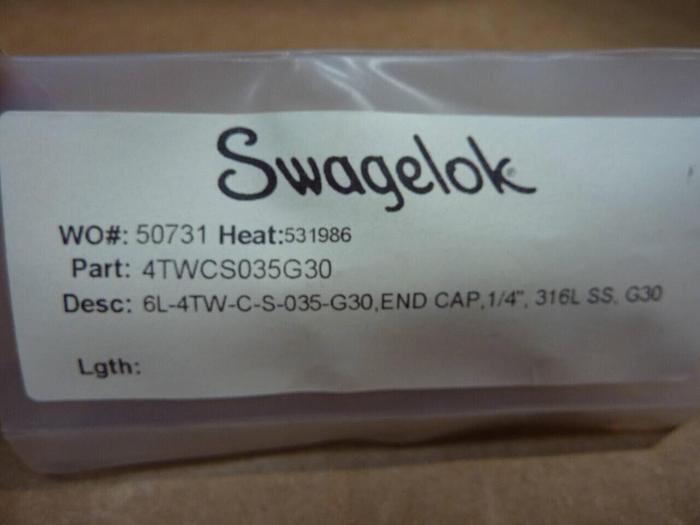 Swagelok
WO#: 50731 Heat:531986
Part: 4TWCS035G30
Desc: 6L-4TW-C-S-035-G30,END CAP,1/4", 316L SS, G30
Lgth: